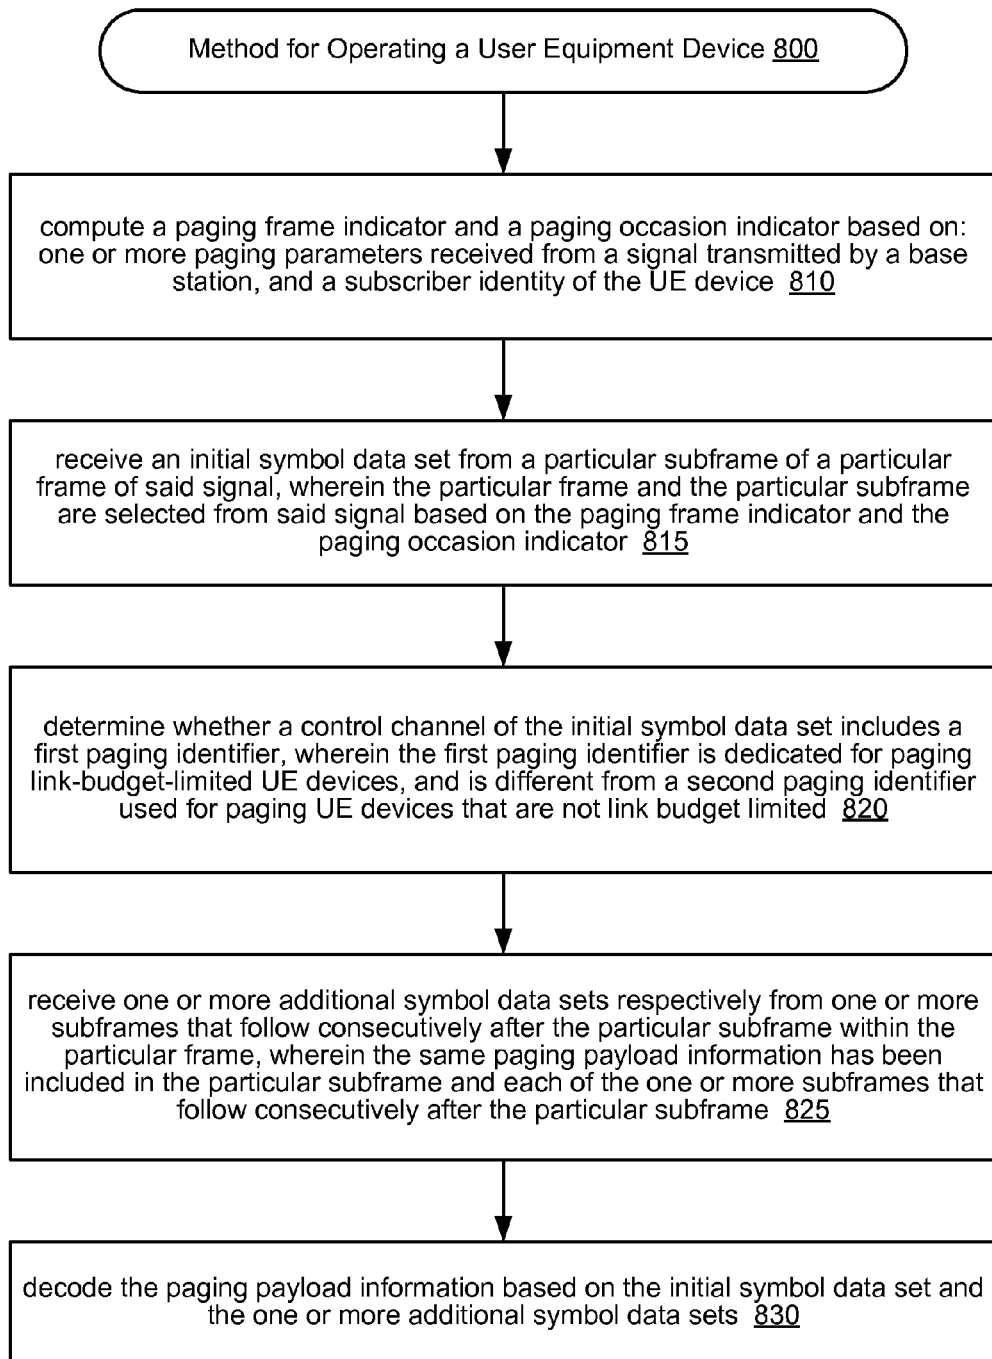 Method for Operating a User Equipment Device 800
compute a paging frame indicator and a paging occasion indicator based on:
one or more paging parameters received from a signal transmitted by a base
station, and a subscriber identity of the UE device 810
receive an initial symbol data set from a particular subframe of a particular
frame of said signal, wherein the particular frame and the particular subframe
are selected from said signal based on the paging frame indicator and the
paging occasion indicator 815
determine whether a control channel of the initial symbol data set includes a
first paging identifier, wherein the first paging identifier is dedicated for paging
link-budget-limited UE devices, and is different from a second paging identifier
used for paging UE devices that are not link budget limited 820
receive one or more additional symbol data sets respectively from one or more
subframes that follow consecutively after the particular subframe within the
particular frame, wherein the same paging payload information has been
included in the particular subframe and each of the one or more subframes that
follow consecutively after the particular subframe 825
decode the paging payload information based on the initial symbol data set and
the one or more additional symbol data sets 830